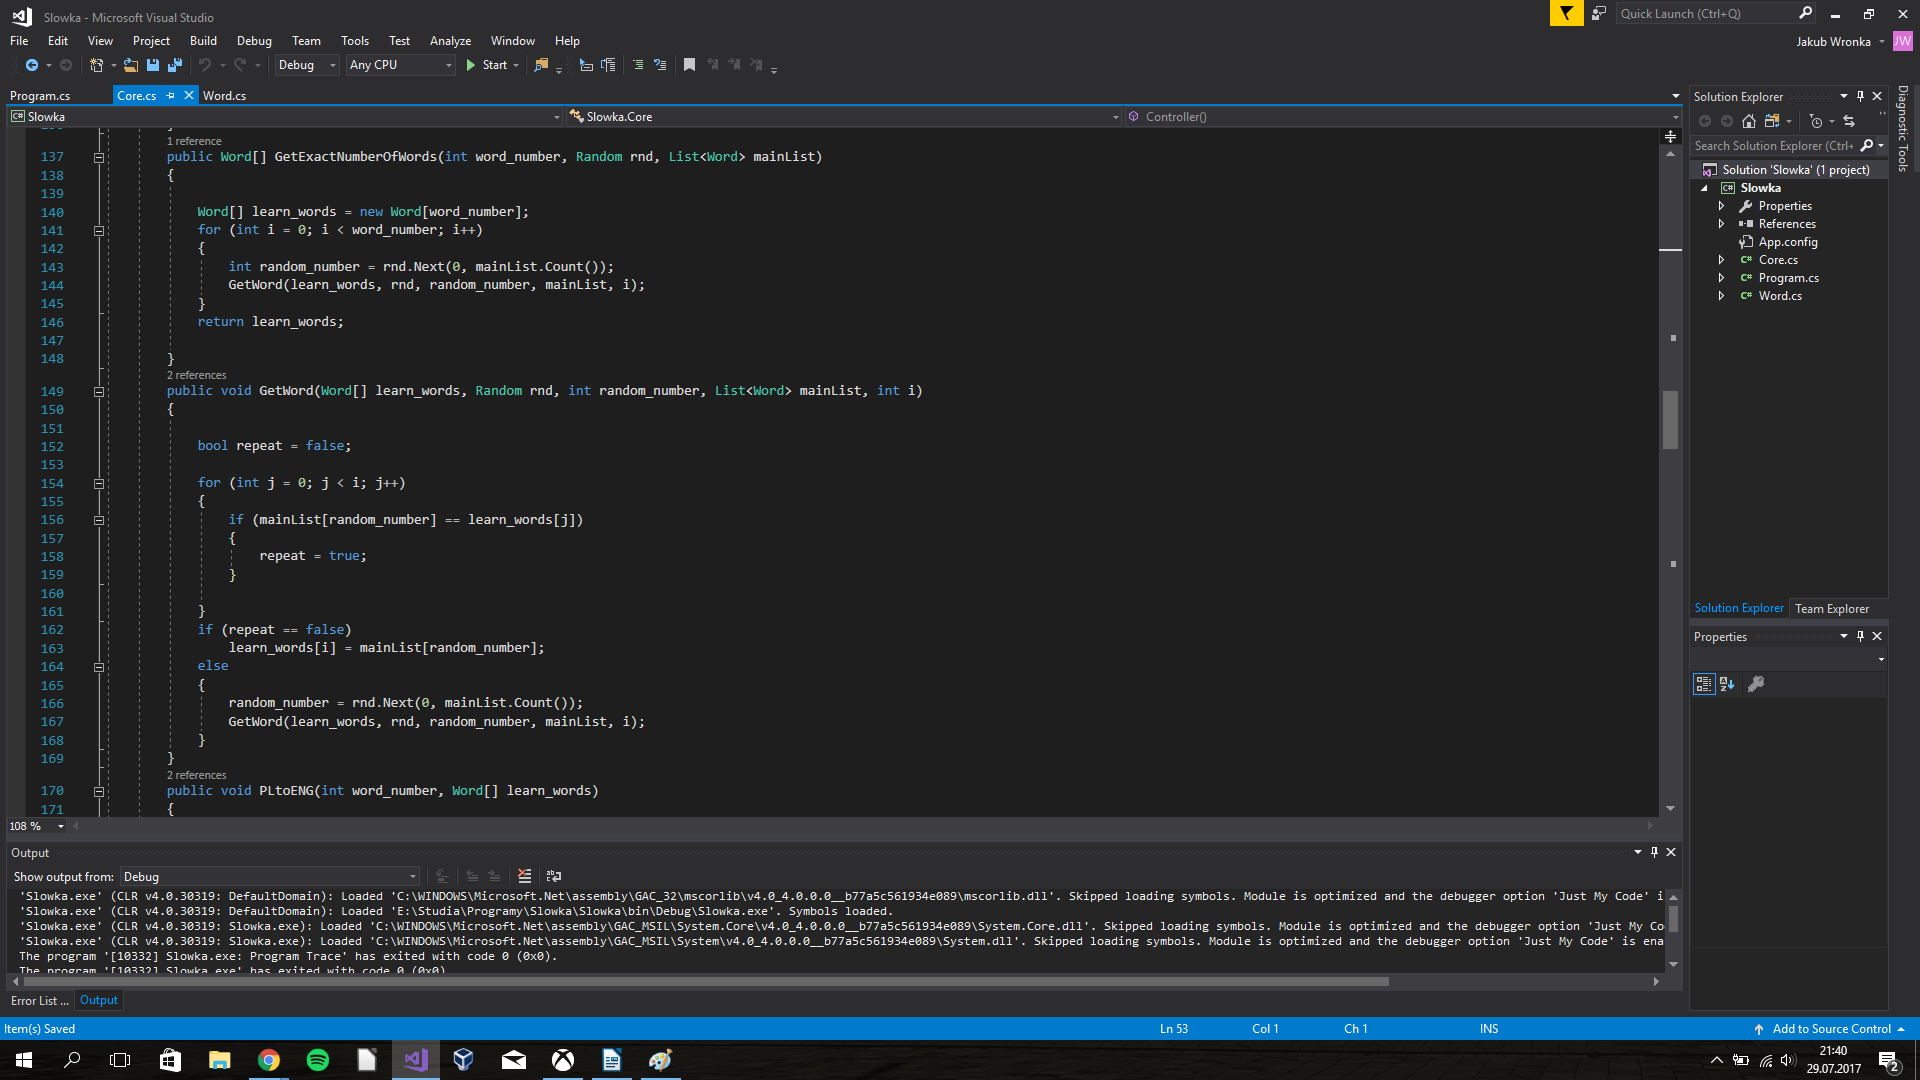 Slowka - Microsoft Visual Studio
Quick Launch (Ctrl+Q)
File Edit View Project Build Debug Team Tools Test Analyze Window Help
Jakub Wronka JW
Debug Any CPU Start
Program.cs Core.cs Word.cs
Slowka Slowka.Core Controller()
1 reference
137 public Word[] GetExactNumberOfWords(int word_number, Random rnd, List<Word> mainList)
138 {
139
140 Word[] learn_words = new Word[word_number];
141 for (int i = 0; i < word_number; i++)
142 {
143 int random_number = rnd.Next(0, mainList.Count());
144 GetWord(learn_words, rnd, random_number, mainList, i);
145 }
146 return learn_words;
147
148 }
2 references
149 public void GetWord(Word[] learn_words, Random rnd, int random_number, List<Word> mainList, int i)
150 {
151
152 bool repeat = false;
153
154 for (int j = 0; j < i; j++)
155 {
156 if (mainList[random_number] == learn_words[j])
157 {
158 repeat = true;
159 }
160
161 }
162 if (repeat == false)
163 learn_words[i] = mainList[random_number];
164 else
165 {
166 random_number = rnd.Next(0, mainList.Count());
167 GetWord(learn_words, rnd, random_number, mainList, i);
168 }
169 }
2 references
170 public void PLtoENG(int word_number, Word[] learn_words)
171 {
108 %
Output
Show output from: Debug
'Slowka.exe' (CLR v4.0.30319: DefaultDomain): Loaded 'C:\WINDOWS\Microsoft.Net\assembly\GAC_32\mscorlib\v4.0_4.0.0.0__b77a5c561934e089\mscorlib.dll'. Skipped loading symbols. Module is optimized and the debugger option 'Just My Code' i
'Slowka.exe' (CLR v4.0.30319: DefaultDomain): Loaded 'E:\Studia\Programy\Slowka\Slowka\bin\Debug\Slowka.exe'. Symbols loaded.
'Slowka.exe' (CLR v4.0.30319: Slowka.exe): Loaded 'C:\WINDOWS\Microsoft.Net\assembly\GAC_MSIL\System.Core\v4.0_4.0.0.0__b77a5c561934e089\System.Core.dll'. Skipped loading symbols. Module is optimized and the debugger option 'Just My Co
'Slowka.exe' (CLR v4.0.30319: Slowka.exe): Loaded 'C:\WINDOWS\Microsoft.Net\assembly\GAC_MSIL\System\v4.0_4.0.0.0__b77a5c561934e089\System.dll'. Skipped loading symbols. Module is optimized and the debugger option 'Just My Code' is ena
The program '[10332] Slowka.exe: Program Trace' has exited with code 0 (0x0).
The program '[10332] Slowka.exe' has exited with code 0 (0x0).
Error List ... Output
Solution Explorer
Search Solution Explorer (Ctrl+
Solution 'Slowka' (1 project)
Slowka
Properties
References
App.config
Core.cs
Program.cs
Word.cs
Solution Explorer Team Explorer
Properties
Diagnostic Tools
Item(s) Saved Ln 53 Col 1 Ch 1 INS Add to Source Control
21:40
29.07.2017
2